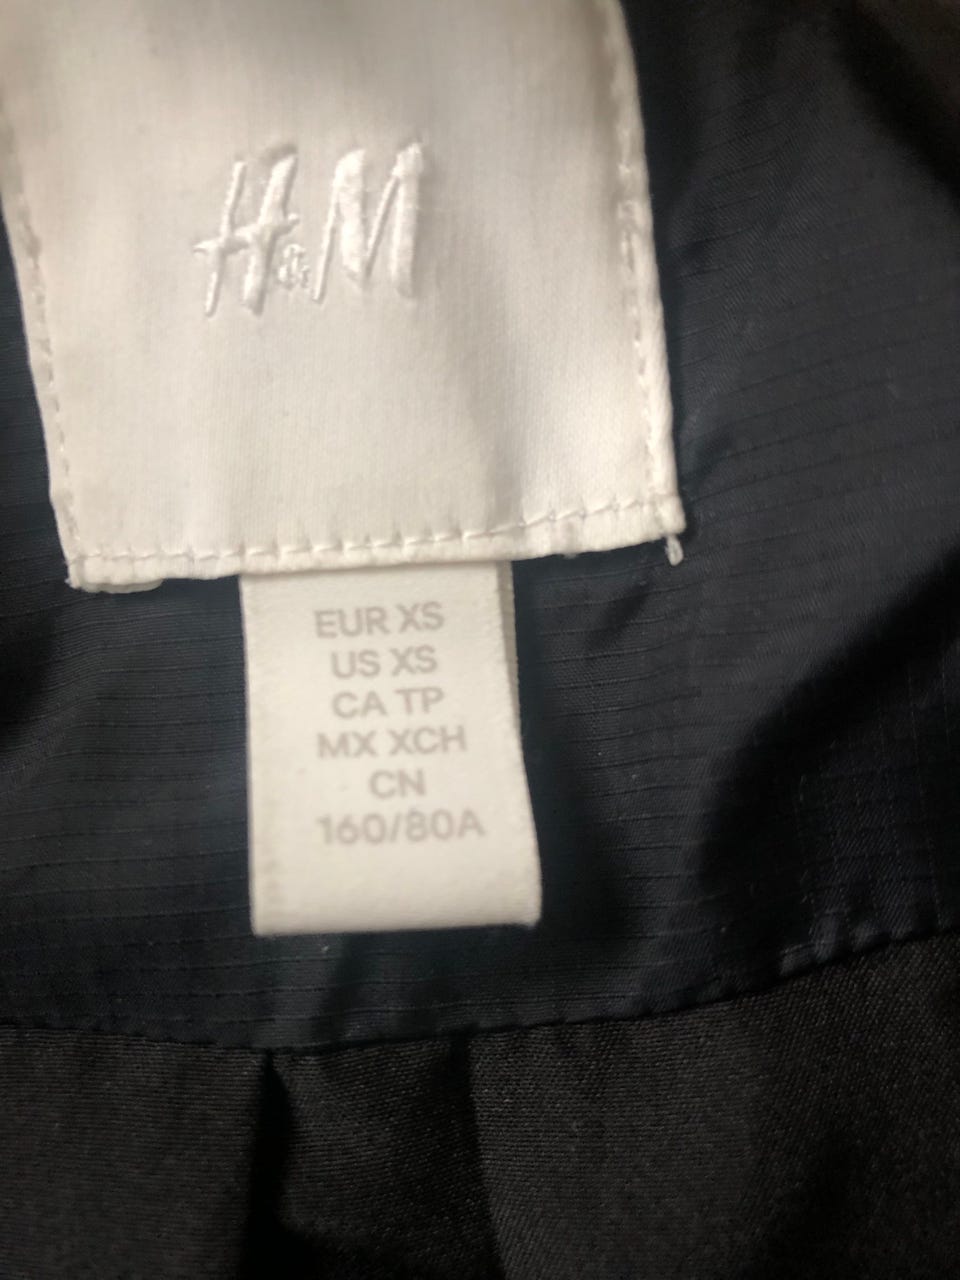 H&M
EUR XS
US XS
CA TP
MX XCH
CN
160/80A